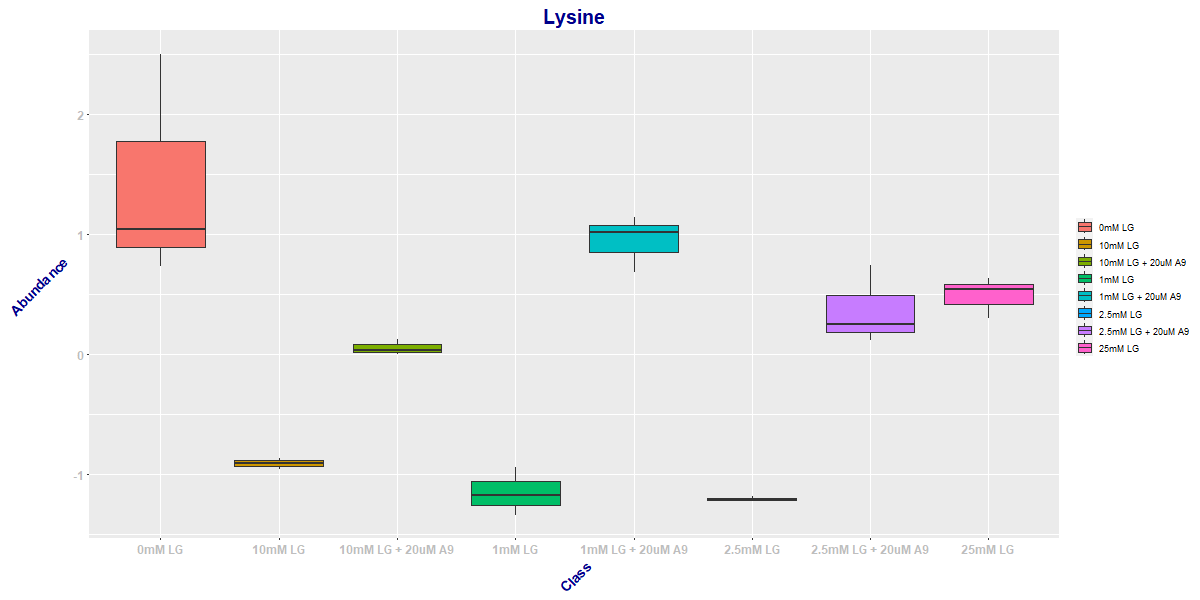 Lysine
Abundance
2
1
0
-1
0mM LG
10mM LG
10mM LG + 20uM A9
1mM LG
1mM LG + 20uM A9
2.5mM LG
2.5mM LG + 20uM A9
25mM LG
Class
0mM LG
10mM LG
10mM LG + 20uM A9
1mM LG
1mM LG + 20uM A9
2.5mM LG
2.5mM LG + 20uM A9
25mM LG